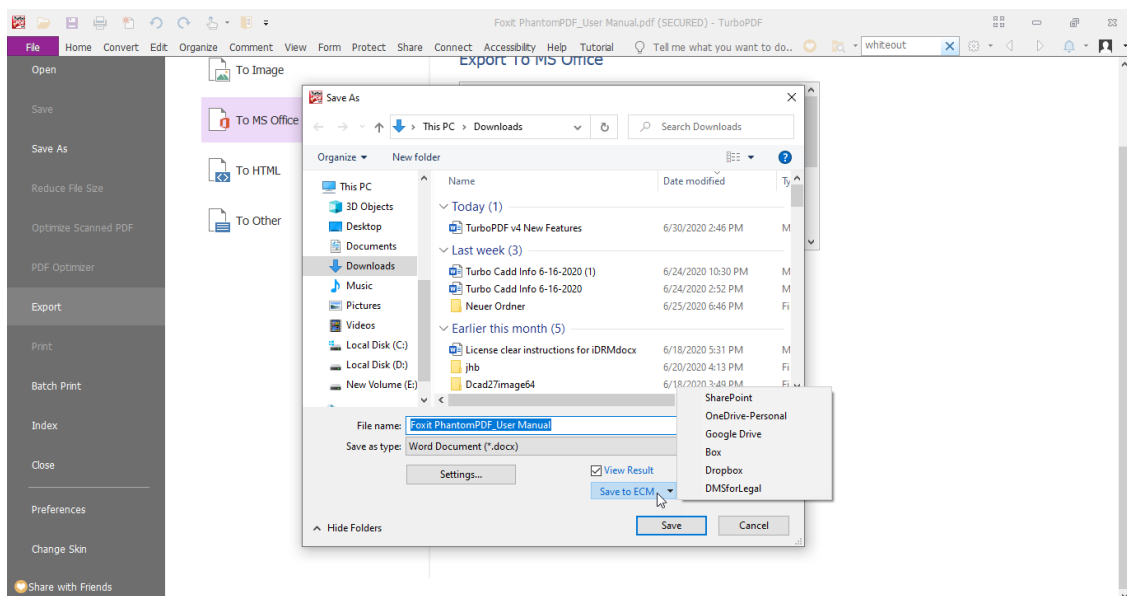 Foxit PhantomPDF_User Manual.pdf (SECURED) - TurboPDF
File Home Convert Edit Organize Comment View Form Protect Share Connect Accessibility Help Tutorial Tell me what you want to do.. whiteout
Open
Save
Save As
Reduce File Size
Optimize Scanned PDF
PDF Optimizer
Export
Print
Batch Print
Index
Close
Preferences
Change Skin
Share with Friends
To Image
To MS Office
To HTML
To Other
Export To MS Office
Save As
This PC > Downloads
Search Downloads
Organize New folder
This PC
3D Objects
Desktop
Documents
Downloads
Music
Pictures
Videos
Local Disk (C:)
Local Disk (D:)
New Volume (E:)
Name Date modified Ty
Today (1)
TurboPDF v4 New Features 6/30/2020 2:46 PM M
Last week (3)
Turbo Cadd Info 6-16-2020 (1) 6/24/2020 10:30 PM M
Turbo Cadd Info 6-16-2020 6/24/2020 2:52 PM M
Neuer Ordner 6/25/2020 6:46 PM Fi
Earlier this month (5)
License clear instructions for iDRMdocx 6/18/2020 5:31 PM M
jhb 6/20/2020 4:13 PM Fi
Dcad27image64 6/18/2020 3:49 PM Fi
File name: Foxit PhantomPDF_User Manual
Save as type: Word Document (*.docx)
Settings...
View Result
Save to ECM
SharePoint
OneDrive-Personal
Google Drive
Box
Dropbox
DMSforLegal
Hide Folders
Save Cancel